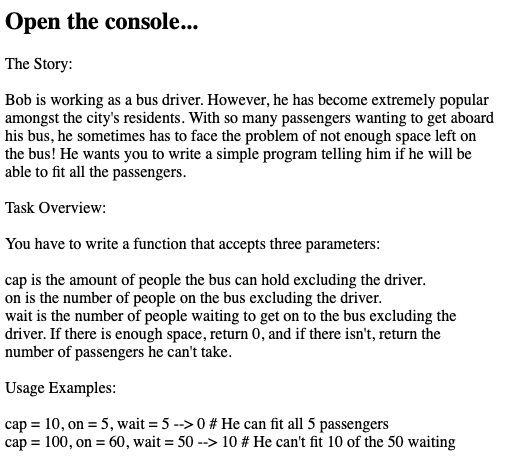 Open the console...
The Story:
Bob is working as a bus driver. However, he has become extremely popular
amongst the city's residents. With so many passengers wanting to get aboard
his bus, he sometimes has to face the problem of not enough space left on
the bus! He wants you to write a simple program telling him if he will be
able to fit all the passengers.
Task Overview:
You have to write a function that accepts three parameters:
cap is the amount of people the bus can hold excluding the driver.
on is the number of people on the bus excluding the driver.
wait is the number of people waiting to get on to the bus excluding the
driver. If there is enough space, return 0, and if there isn't, return the
number of passengers he can't take.
Usage Examples:
cap = 10, on = 5, wait = 5 --> 0 # He can fit all 5 passengers
cap = 100, on = 60, wait = 50 --> 10 # He can't fit 10 of the 50 waiting